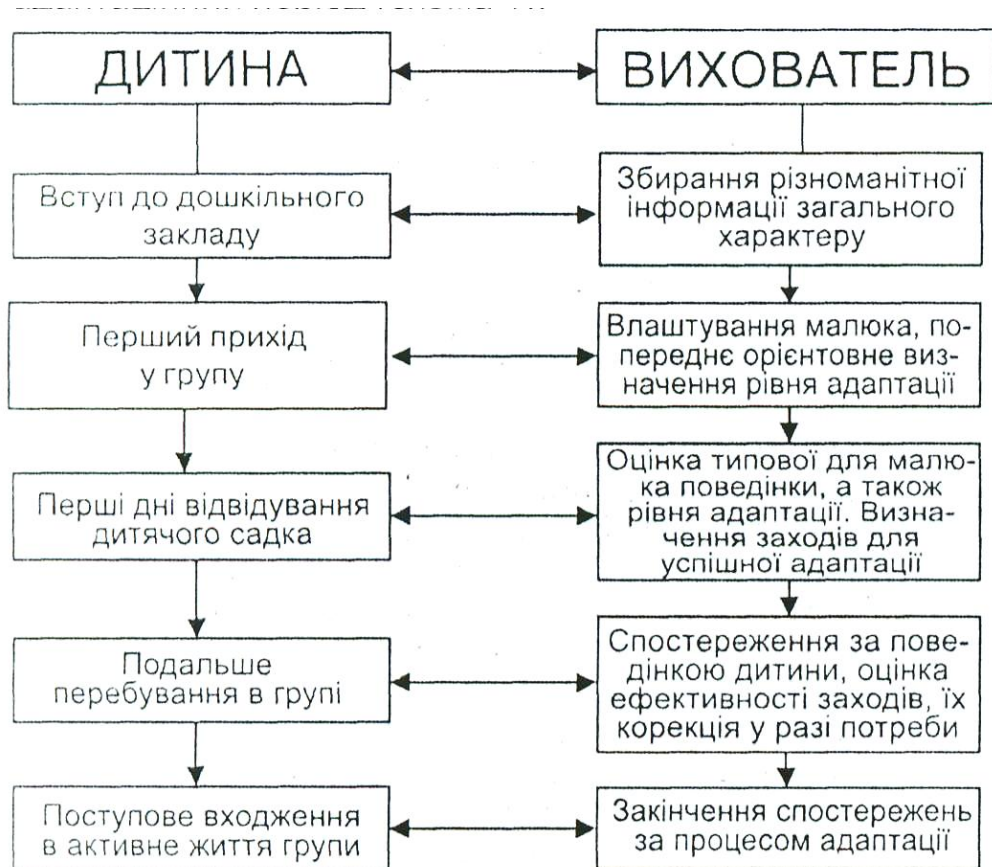 ДИТИНА
ВИХОВАТЕЛЬ
Вступ до дошкільного
закладу
Збирання різноманітної
інформації загального
характеру
Перший прихід
у групу
Влаштування малюка, по-
переднє орієнтовне виз-
начення рівня адаптації
Перші дні відвідування
дитячого садка
Оцінка типової для малю-
ка поведінки, а також
рівня адаптації. Визна-
чення заходів для
успішної адаптації
Подальше
перебування в групі
Спостереження за пове-
дінкою дитини, оцінка
ефективності заходів, їх
корекція у разі потреби
Поступове входження
в активне життя групи
Закінчення спостережень
за процесом адаптації